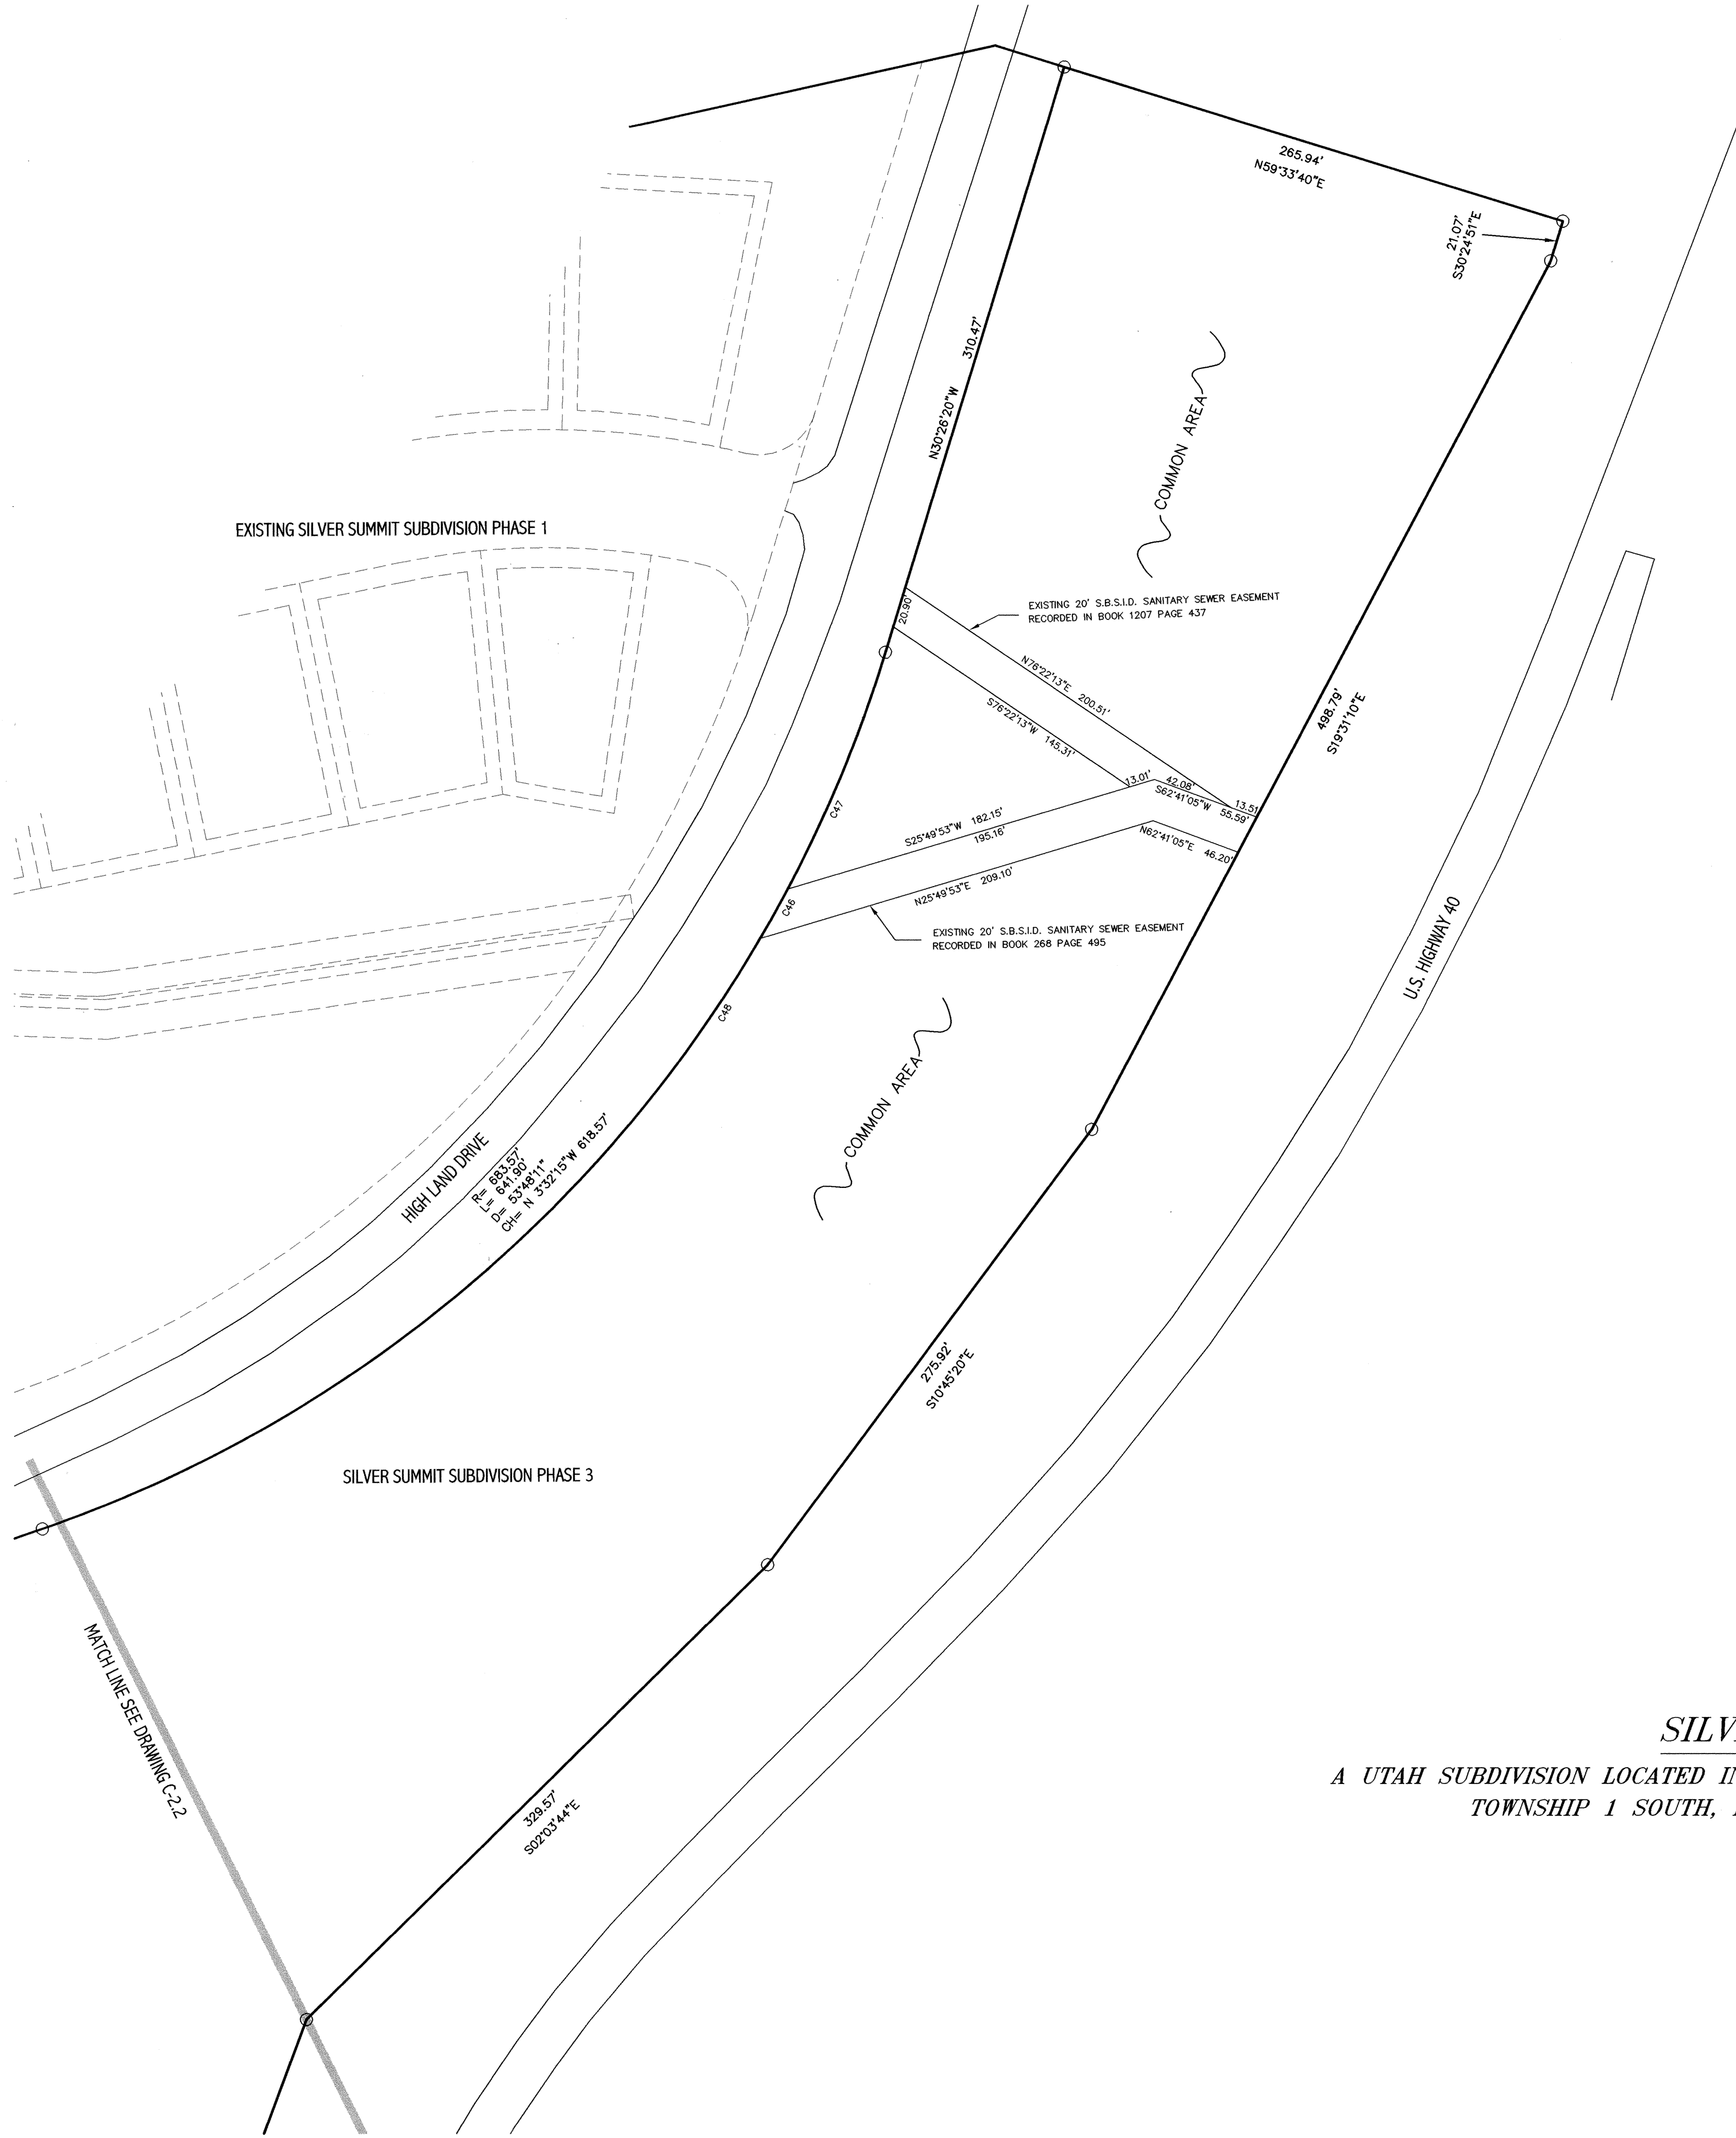 265.94'
N59°33'40"E
21.07'
S30°24'51"E
N30°26'20"W 310.47'
COMMON AREA
EXISTING SILVER SUMMIT SUBDIVISION PHASE 1
EXISTING 20' S.B.S.I.D. SANITARY SEWER EASEMENT
RECORDED IN BOOK 1207 PAGE 437
20.90'
N76°22'13"E 200.51'
S76°22'13"W 145.31'
498.79'
S19°31'10"E
13.01'
42.08'
S62°41'05"W 55.59'
13.51'
C47
S25°49'53"W 182.15'
195.16'
N62°41'05"E 46.20'
N25°49'53"E 209.10'
C46
EXISTING 20' S.B.S.I.D. SANITARY SEWER EASEMENT
RECORDED IN BOOK 268 PAGE 495
U.S. HIGHWAY 40
C48
COMMON AREA
HIGH LAND DRIVE
R= 683.57'
L= 641.90'
D= 53°48'11"
CH= N 3°32'15"W 618.57'
275.92'
S10°45'20"E
SILVER SUMMIT SUBDIVISION PHASE 3
MATCH LINE SEE DRAWING C-2.2
329.57'
S02°03'44"E
SILV
A UTAH SUBDIVISION LOCATED IN
TOWNSHIP 1 SOUTH,